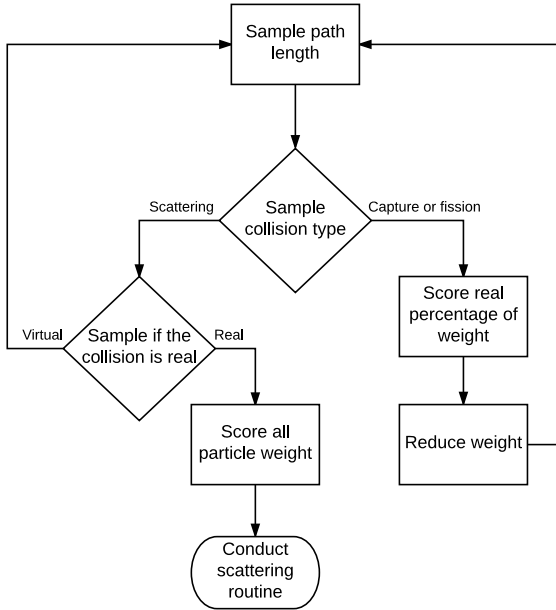 Sample path
length
Scattering
Sample
collision type
Capture or fission
Virtual
Sample if the
collision is real
Real
Score real
percentage of
weight
Score all
particle weight
Reduce weight
Conduct
scattering
routine